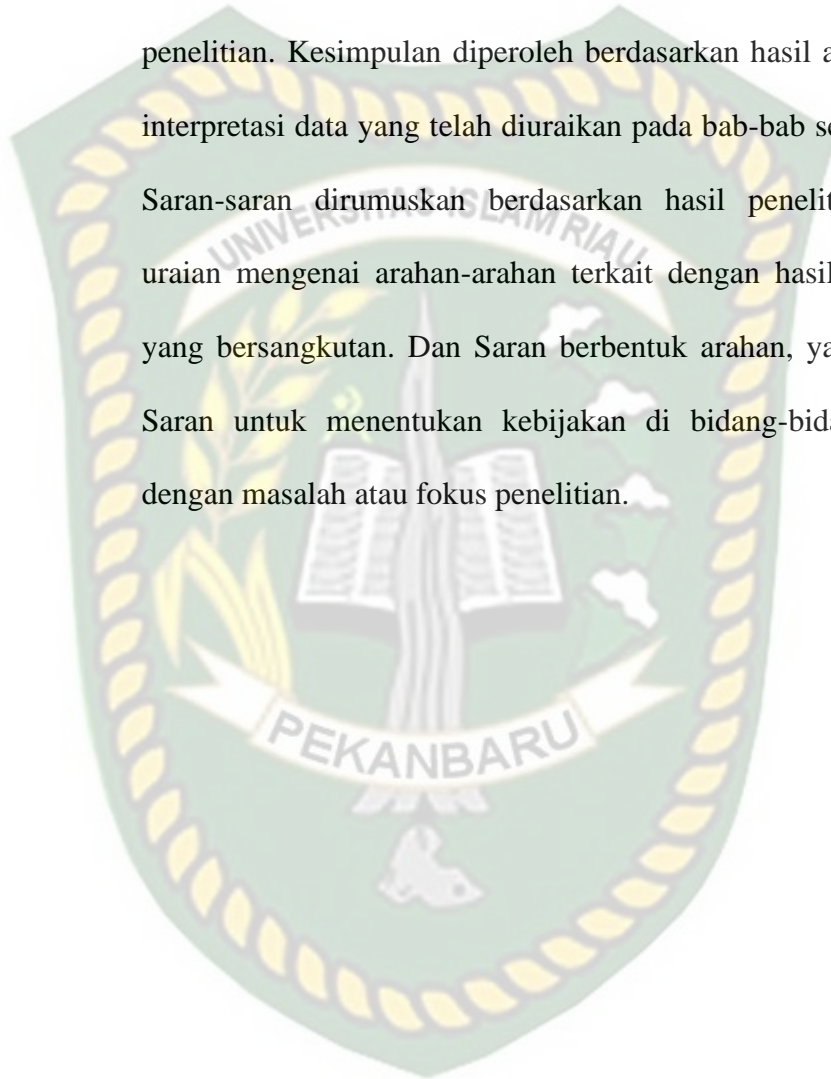 penelitian. Kesimpulan diperoleh berdasarkan hasil a
interpretasi data yang telah diuraikan pada bab-bab se
Saran-saran dirumuskan berdasarkan hasil penelit
UNIVERSITAS ISLAM RIAU
uraian mengenai arahan-arahan terkait dengan hasil
yang bersangkutan. Dan Saran berbentuk arahan, ya
Saran untuk menentukan kebijakan di bidang-bida
dengan masalah atau fokus penelitian.
PEKANBARU